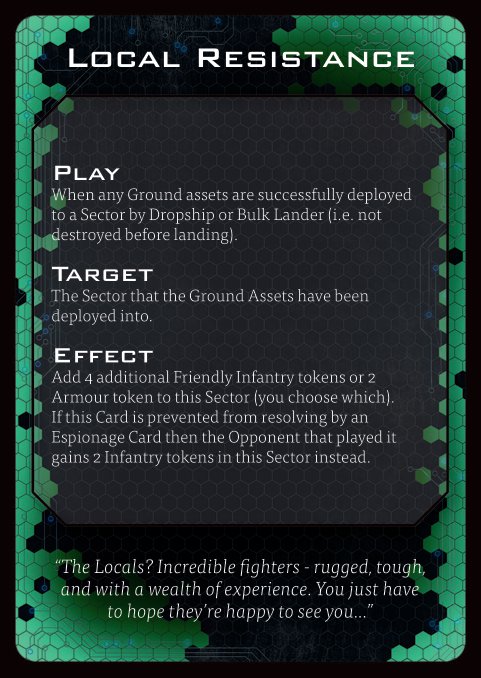 Local Resistance
Play
When any Ground assets are successfully deployed
to a Sector by Dropship or Bulk Lander (i.e. not
destroyed before landing).
Target
The Sector that the Ground Assets have been
deployed into.
Effect
Add 4 additional Friendly Infantry tokens or 2
Armour token to this Sector (you choose which).
If this Card is prevented from resolving by an
Espionage Card then the Opponent that played it
gains 2 Infantry tokens in this Sector instead.
“The Locals? Incredible fighters - rugged, tough,
and with a wealth of experience. You just have
to hope they’re happy to see you...”